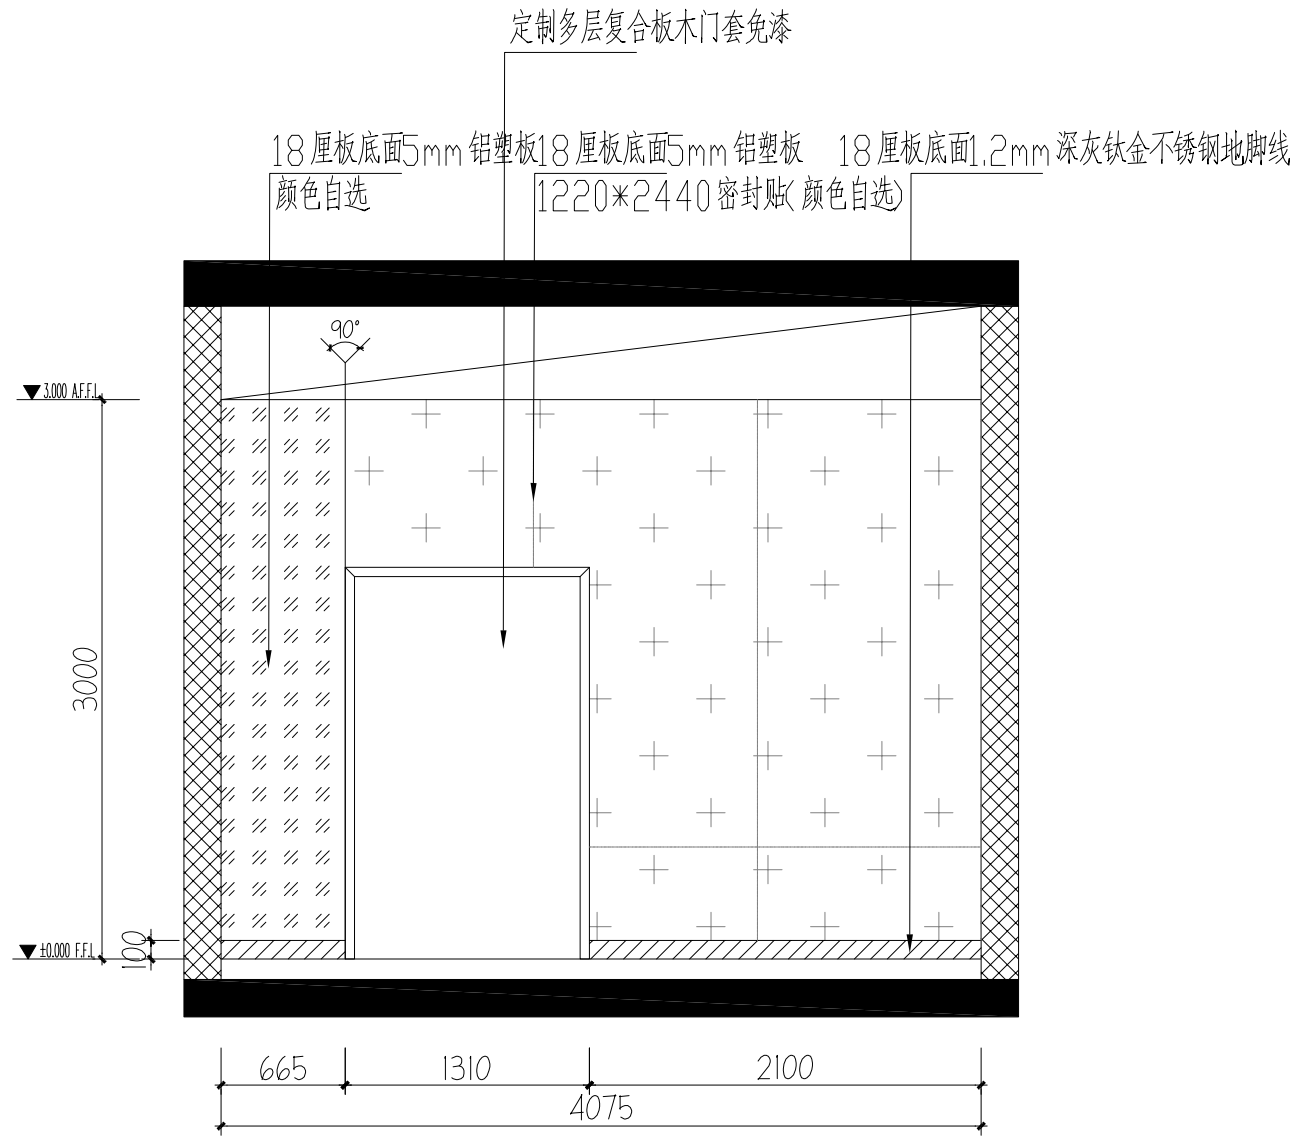 定制多层复合板木门套免漆
18厘板底面5mm铝塑板
颜色自选
18厘板底面5mm铝塑板
1220*2440密封贴(颜色自选)
18厘板底面1.2mm深灰钛金不锈钢地脚线
90°
3.000 A.F.F.L
3000
±0.000 F.F.L
100
665
1310
2100
4075